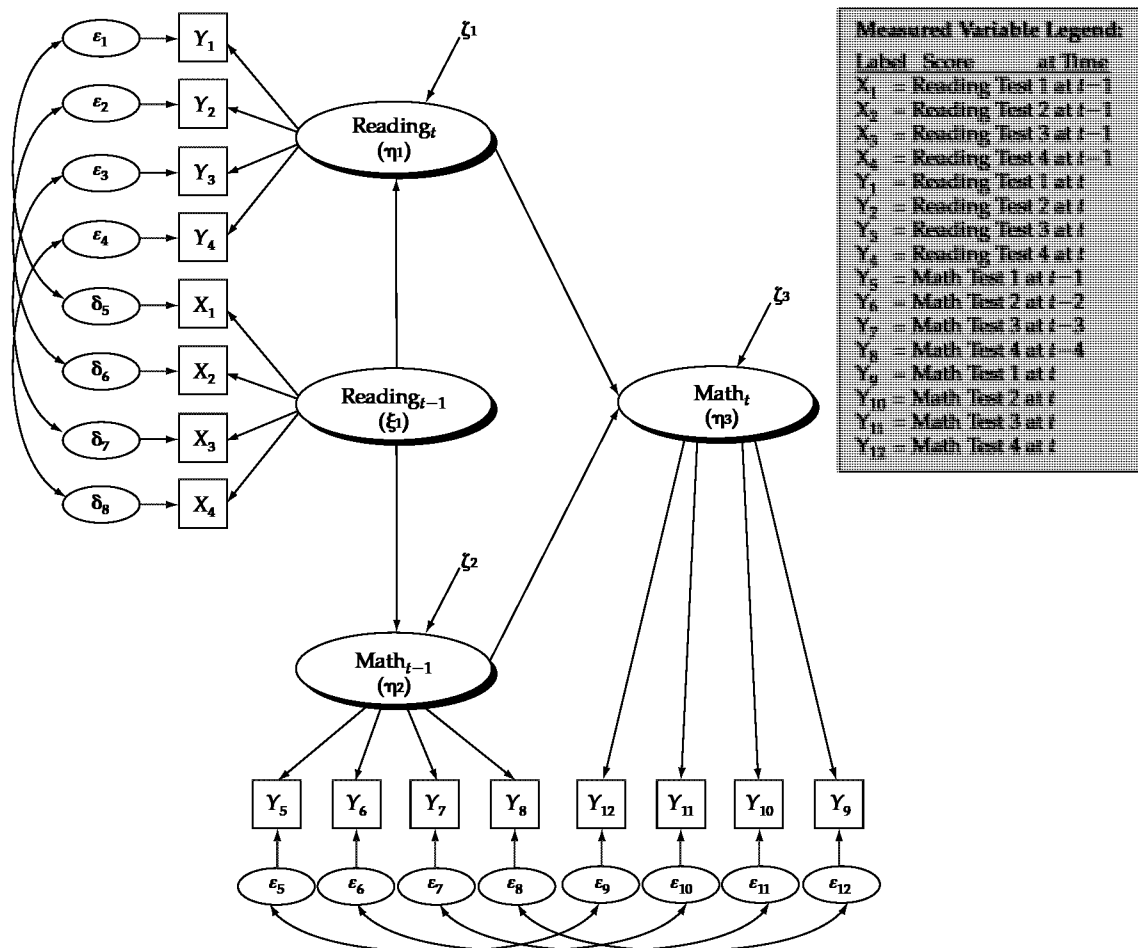 ε₁
Y₁
ζ₁
ε₂
Y₂
Readingₜ
(η₁)
ε₃
Y₃
ε₄
Y₄
δ₅
X₁
δ₆
X₂
Readingₜ₋₁
(ξ₁)
δ₇
X₃
δ₈
X₄
ζ₃
Mathₜ
(η₃)
ζ₂
Mathₜ₋₁
(η₂)
Y₅ Y₆ Y₇ Y₈ Y₁₂ Y₁₁ Y₁₀ Y₉
ε₅ ε₆ ε₇ ε₈ ε₉ ε₁₀ ε₁₁ ε₁₂
Measured Variable Legend:
Label Score at Time
X₁ = Reading Test 1 at t−1
X₂ = Reading Test 2 at t−1
X₃ = Reading Test 3 at t−1
X₄ = Reading Test 4 at t−1
Y₁ = Reading Test 1 at t
Y₂ = Reading Test 2 at t
Y₃ = Reading Test 3 at t
Y₄ = Reading Test 4 at t
Y₅ = Math Test 1 at t−1
Y₆ = Math Test 2 at t−2
Y₇ = Math Test 3 at t−3
Y₈ = Math Test 4 at t−4
Y₉ = Math Test 1 at t
Y₁₀ = Math Test 2 at t
Y₁₁ = Math Test 3 at t
Y₁₂ = Math Test 4 at t